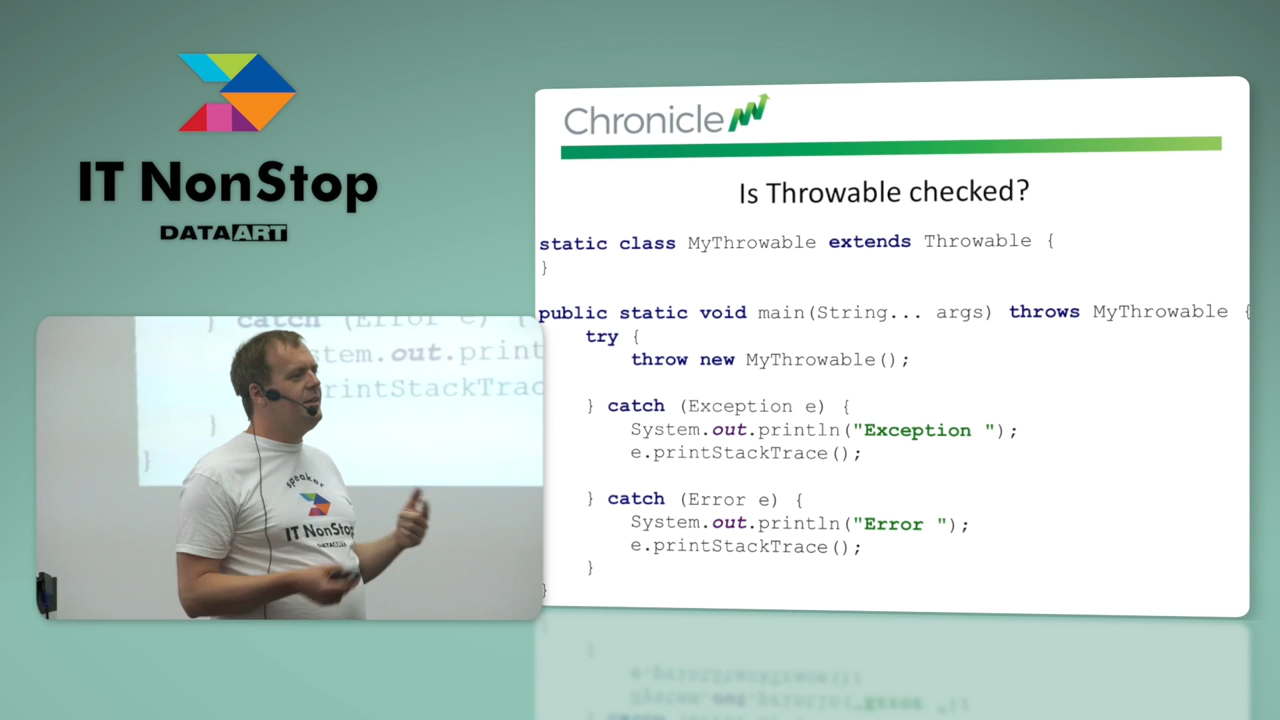 IT NonStop
DATAART
Chronicle
Is Throwable checked?
static class MyThrowable extends Throwable {
}
public static void main(String... args) throws MyThrowable {
try {
throw new MyThrowable();
} catch (Exception e) {
System.out.println("Exception ");
e.printStackTrace();
} catch (Error e) {
System.out.println("Error ");
e.printStackTrace();
}
}
} catch (Error e) {
stem.out.print
rintStackTrac
}
}
speaker
IT NonStop